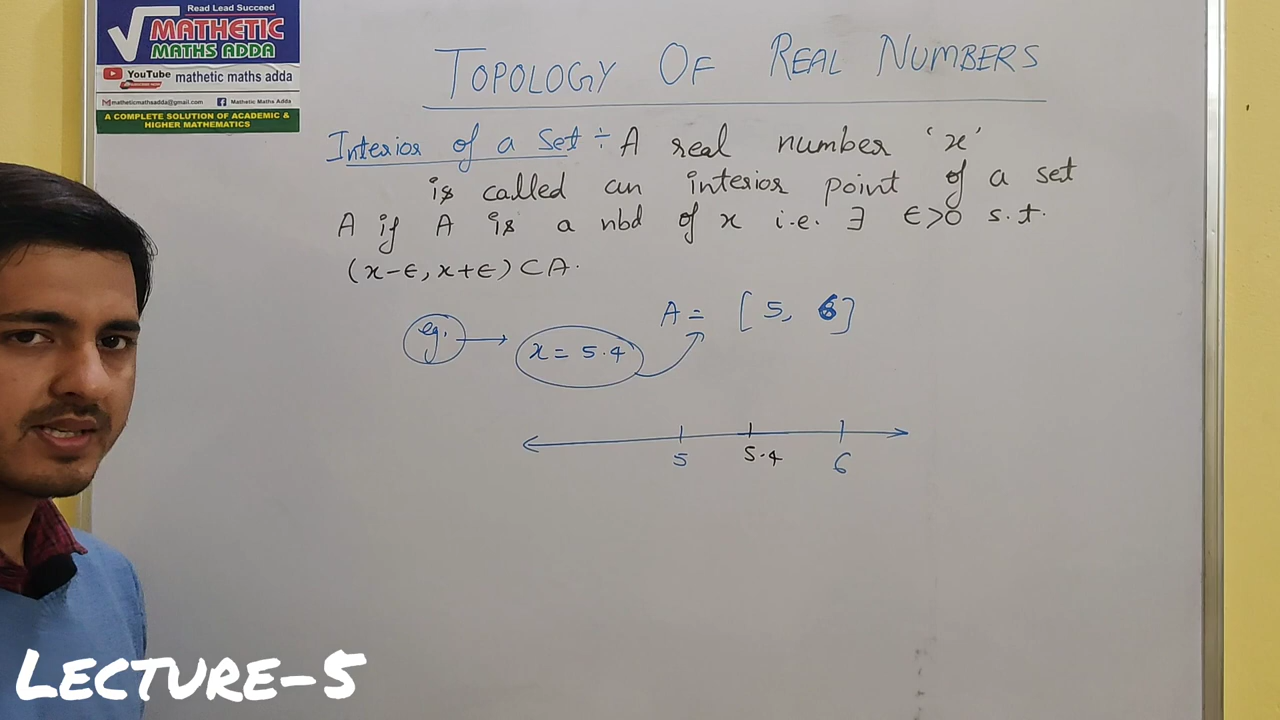 Read Lead Succeed
√MATHETIC
MATHS ADDA
YouTube mathetic maths adda
SUBSCRIBE NOW
matheticmathsadda@gmail.com Mathetic Maths Adda
A COMPLETE SOLUTION OF ACADEMIC &
HIGHER MATHEMATICS
TOPOLOGY OF REAL NUMBERS
Interior of a Set ÷ A real number ‘x’
is called an interior point of a set
A if A is a nbd of x i.e. ∃ ϵ>0 s.t.
(x-ϵ, x+ϵ) ⊂ A.
A = [5, 6]
eg. → x = 5.4
5 5.4 6
LECTURE-5